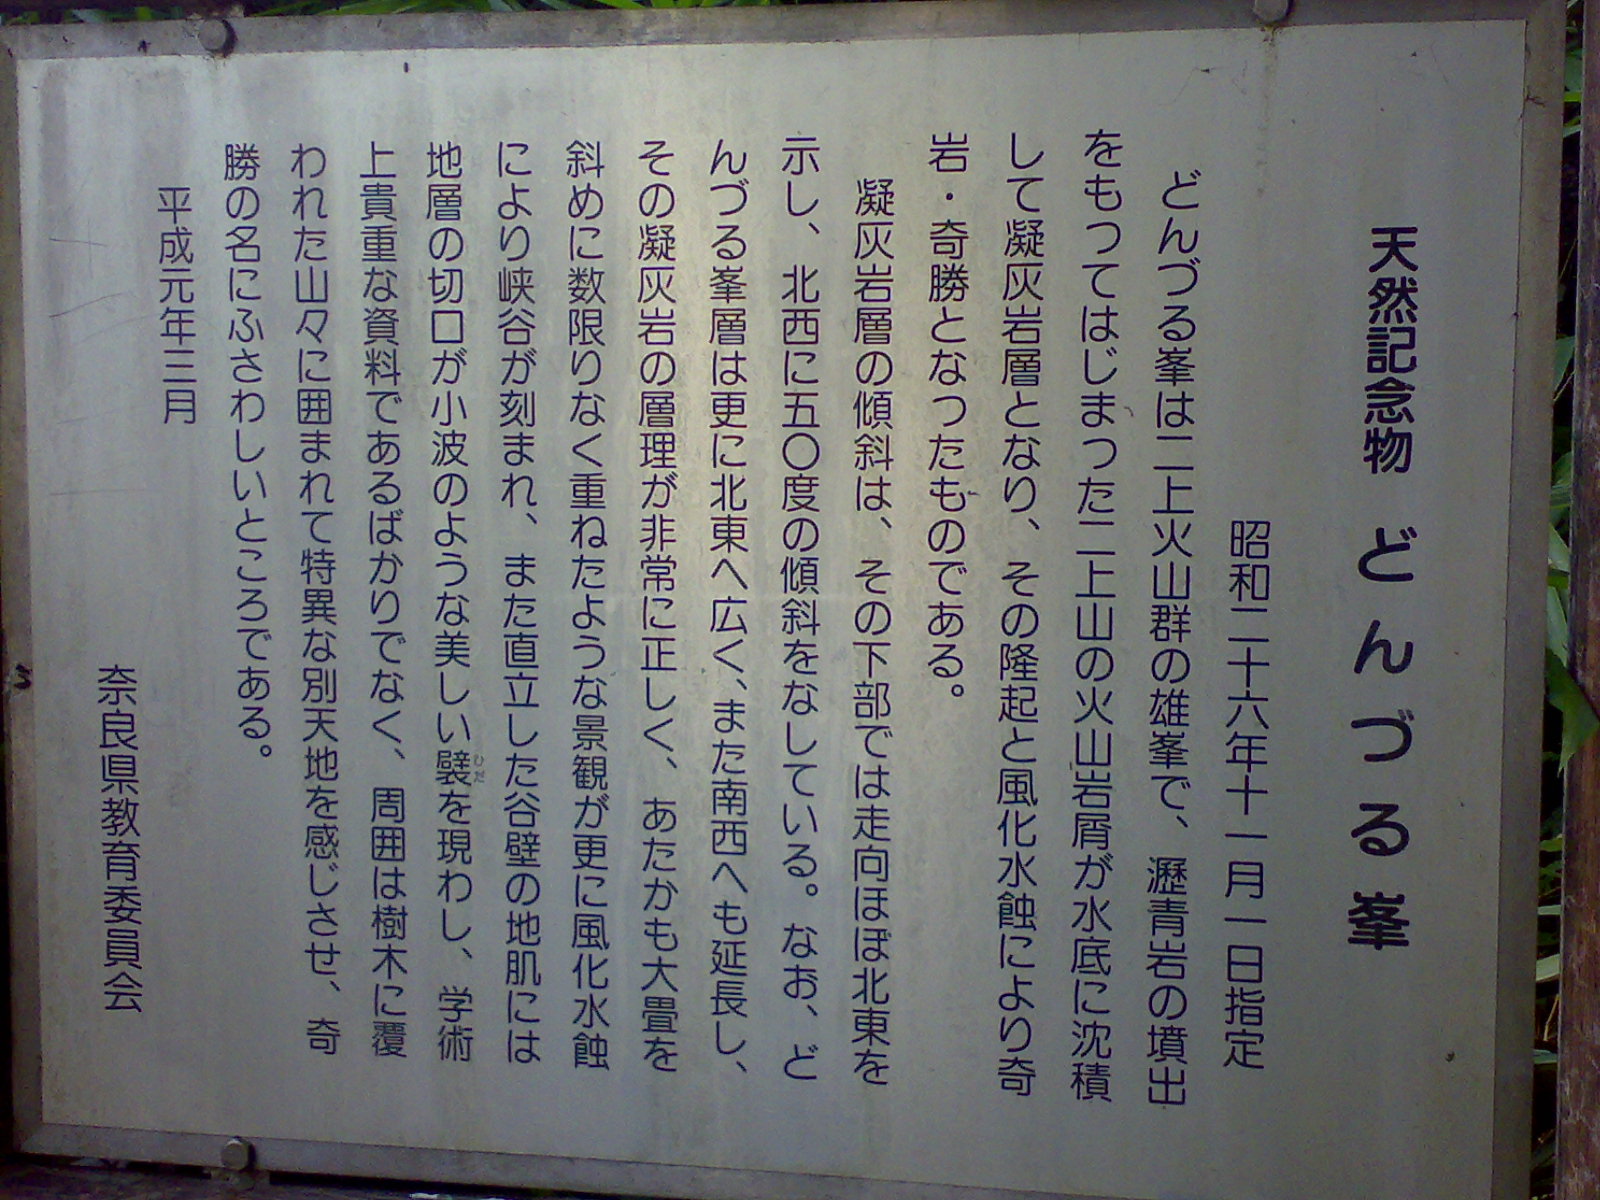 天然記念物 どんづる峯
昭和二十六年十一月一日指定
どんづる峯は二上火山群の雄峯で、瀝青岩の墳出
をもつてはじまつた二上山の火山岩屑が水底に沈積
して凝灰岩層となり、その隆起と風化水蝕により奇
岩・奇勝となつたものである。
凝灰岩層の傾斜は、その下部では走向ほぼ北東を
示し、北西に五〇度の傾斜をなしている。なお、ど
んづる峯層は更に北東へ広く、また南西へも延長し、
その凝灰岩の層理が非常に正しく、あたかも大畳を
斜めに数限りなく重ねたような景観が更に風化水蝕
により峡谷が刻まれ、また直立した谷壁の地肌には
地層の切口が小波のような美しい襞ひだを現わし、学術
上貴重な資料であるばかりでなく、周囲は樹木に覆
われた山々に囲まれて特異な別天地を感じさせ、奇
勝の名にふさわしいところである。
平成元年三月
奈良県教育委員会